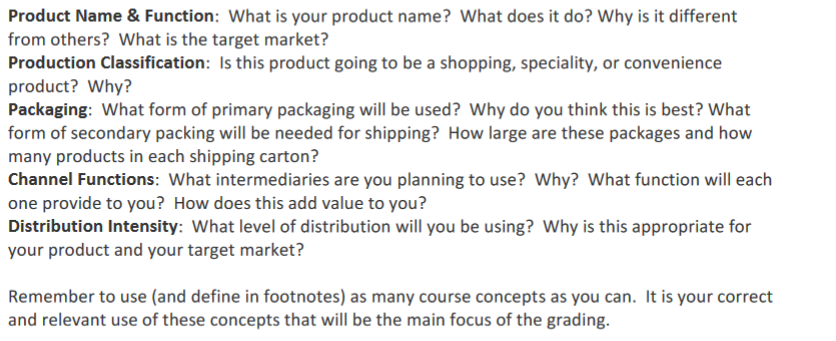 Product Name & Function:  What is your product name?  What does it do? Why is it different
from others?  What is the target market?
Production Classification:  Is this product going to be a shopping, speciality, or convenience
product?  Why?
Packaging:  What form of primary packaging will be used?  Why do you think this is best? What
form of secondary packing will be needed for shipping?  How large are these packages and how
many products in each shipping carton?
Channel Functions:  What intermediaries are you planning to use?  Why?  What function will each
one provide to you?  How does this add value to you?
Distribution Intensity:  What level of distribution will you be using?  Why is this appropriate for
your product and your target market?
Remember to use (and define in footnotes) as many course concepts as you can.  It is your correct
and relevant use of these concepts that will be the main focus of the grading.